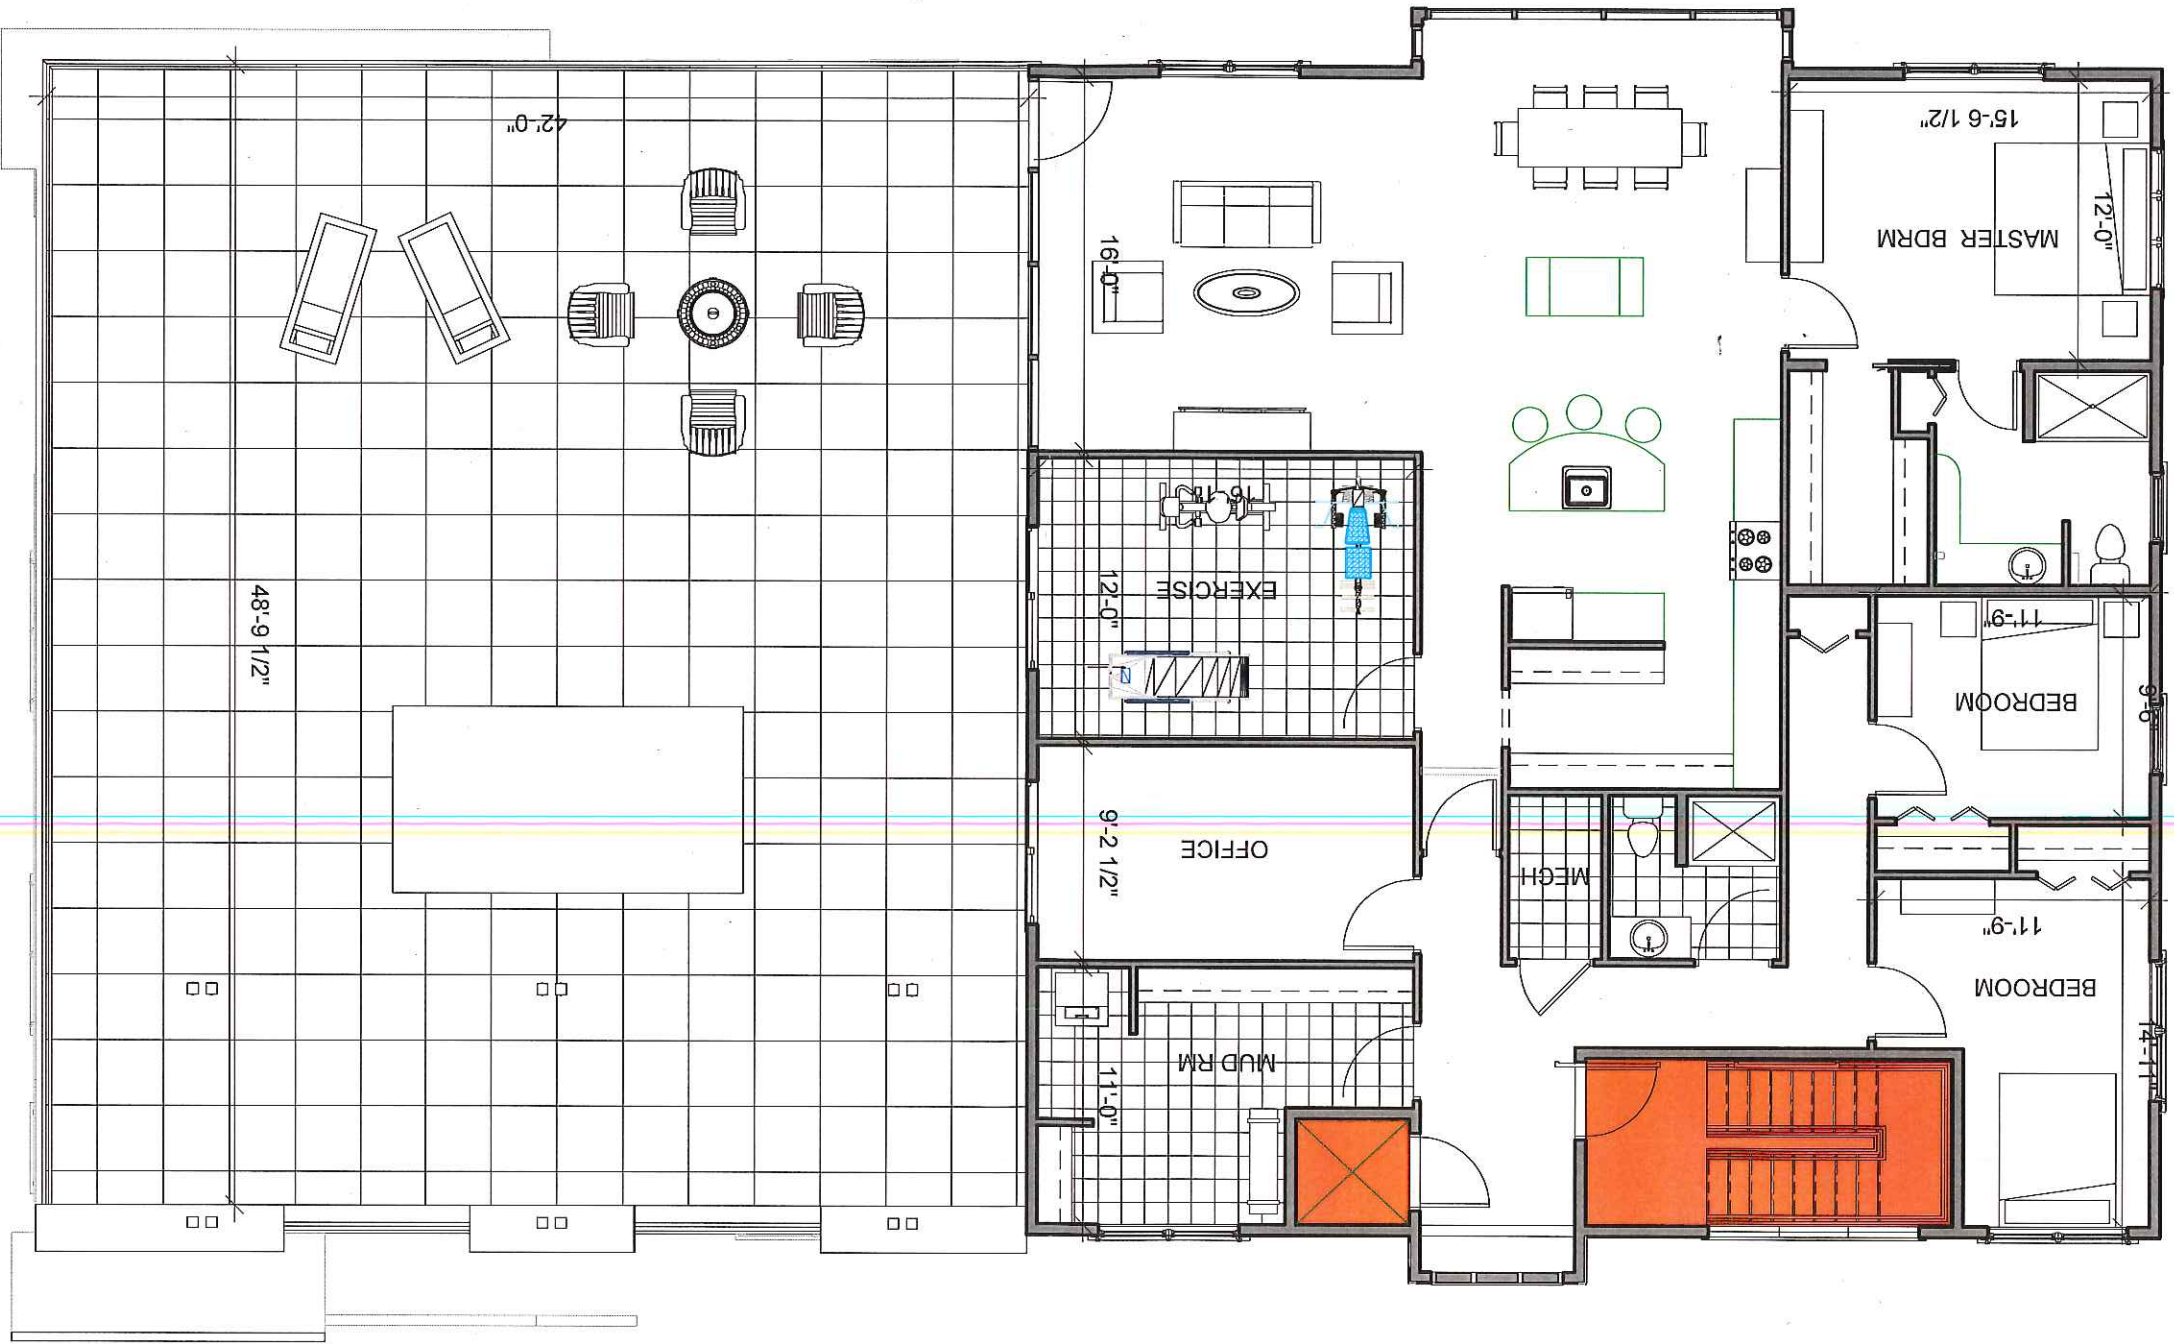 42'-0"
48'-9 1/2"
16'-0"
15'-6 1/2"
MASTER BDRM
12'-0"
EXERCISE
12'-0"
11'-9"
BEDROOM
9'-6
OFFICE
9'-2 1/2"
MECH
11'-9"
BEDROOM
14'-11
MUD RM
11'-0"
N